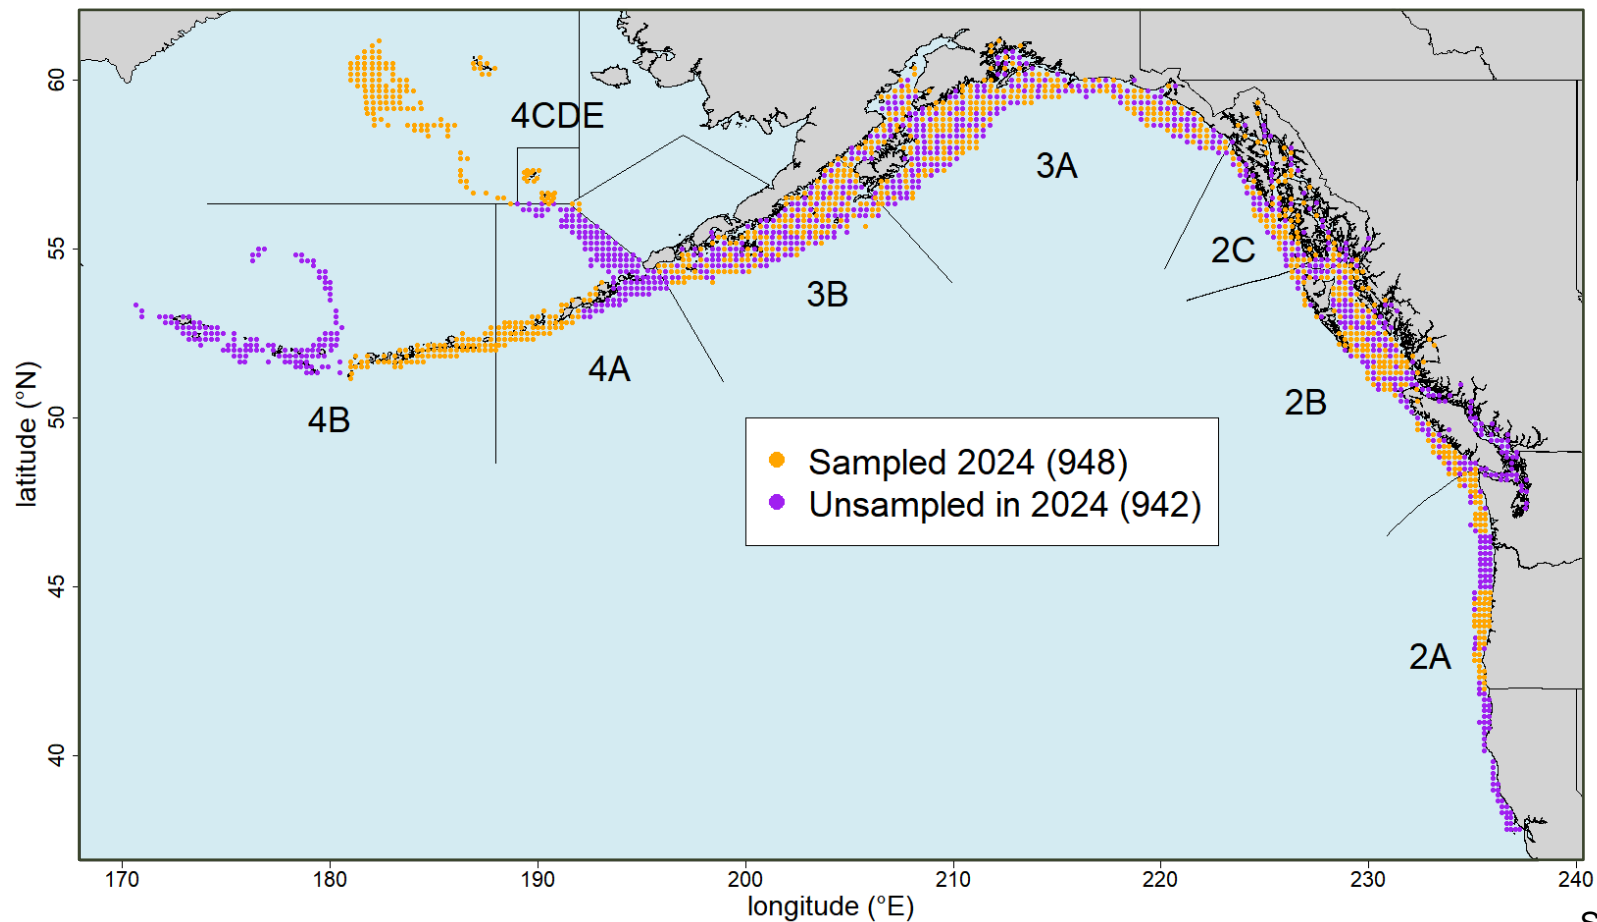 60
55
50
45
40
latitude (°N)
4CDE
3A
2C
3B
4A
2B
4B
2A
Sampled 2024 (948)
Unsampled in 2024 (942)
170
180
190
200
210
220
230
240
longitude (°E)